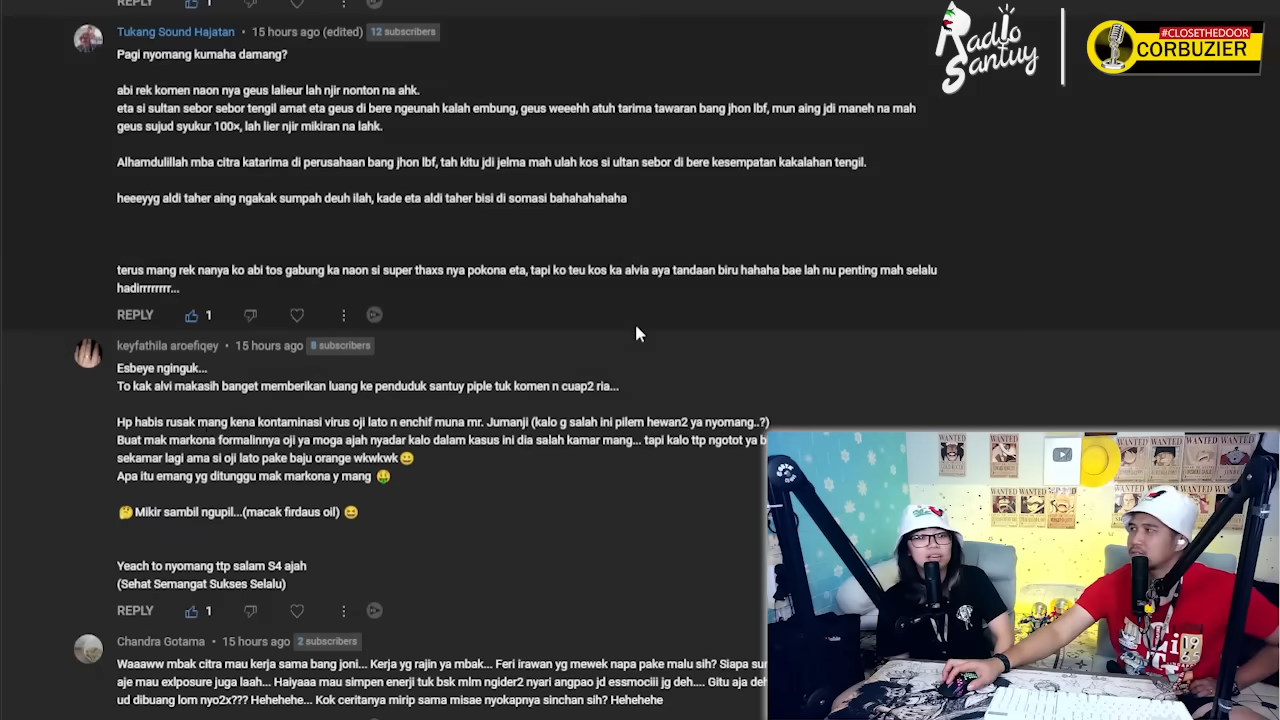 REPLY 1
Radio Santuy
#CLOSETHEDOOR
CORBUZIER
Tukang Sound Hajatan • 15 hours ago (edited) 12 subscribers
Pagi nyomang kumaha damang?
abi rek komen naon nya geus lalieur lah njir nonton na ahk.
eta si sultan sebor sebor tengil amat eta geus di bere ngeunah kalah embung, geus weeehh atuh tarima tawaran bang jhon lbf, mun aing jdi maneh na mah
geus sujud syukur 100×, lah lier njir mikiran na lahk.
Alhamdulillah mba citra katarima di perusahaan bang jhon lbf, tah kitu jdi jelma mah ulah kos si ultan sebor di bere kesempatan kakalahan tengil.
heeeyyg aldi taher aing ngakak sumpah deuh ilah, kade eta aldi taher bisi di somasi bahahahahaha
terus mang rek nanya ko abi tos gabung ka naon si super thaxs nya pokona eta, tapi ko teu kos ka alvia aya tandaan biru hahaha bae lah nu penting mah selalu
hadirrrrrrrr...
REPLY 1
keyfathila aroefiqey • 15 hours ago 8 subscribers
Esbeye nginguk...
To kak alvi makasih banget memberikan luang ke penduduk santuy piple tuk komen n cuap2 ria...
Hp habis rusak mang kena kontaminasi virus oji lato n enchif muna mr. Jumanji (kalo g salah ini pilem hewan2 ya nyomang..?)
Buat mak markona formalinnya oji ya moga ajah nyadar kalo dalam kasus ini dia salah kamar mang... tapi kalo ttp ngotot ya b
sekamar lagi ama si oji lato pake baju orange wkwkwk😀
Apa itu emang yg ditunggu mak markona y mang 🤑
🤔Mikir sambil ngupil...(macak firdaus oil) 😄
Yeach to nyomang ttp salam S4 ajah
(Sehat Semangat Sukses Selalu)
REPLY 1
Chandra Gotama • 15 hours ago 2 subscribers
Waaaww mbak citra mau kerja sama bang joni... Kerja yg rajin ya mbak... Feri irawan yg mewek napa pake malu sih? Siapa sur
aje mau exlposure juga laah... Haiyaaa mau simpen enerji tuk bsk mlm ngider2 nyari angpao jd essmociii jg deh.... Gitu aja deh
ud dibuang lom nyo2x??? Hehehehe... Kok ceritanya mirip sama misae nyokapnya sinchan sih? Hehehehe
WANTED
WANTED
WANTED
WANTED
WANTED
WANTED
WANTED
WANTED